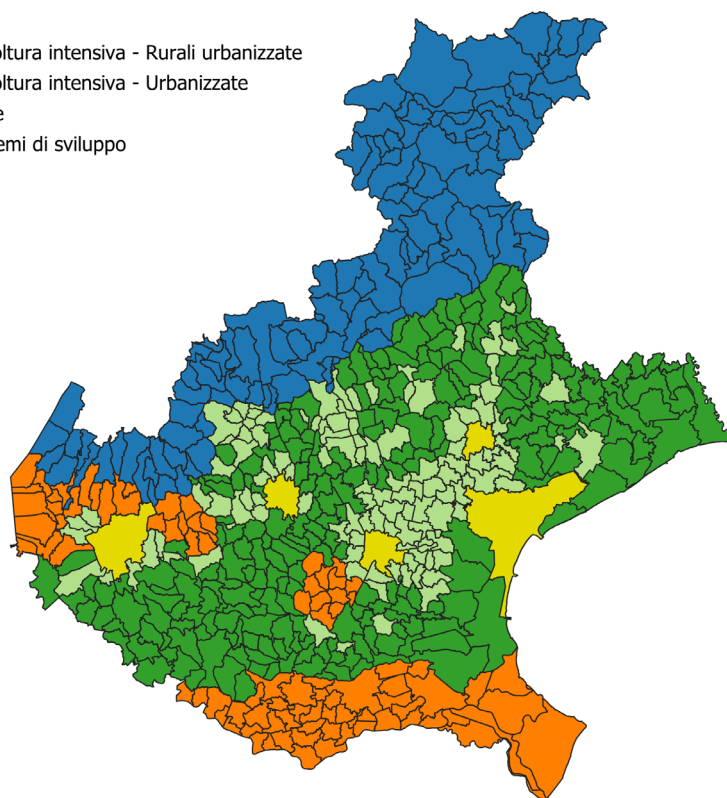 oltura intensiva - Rurali urbanizzate
oltura intensiva - Urbanizzate
e
emi di sviluppo